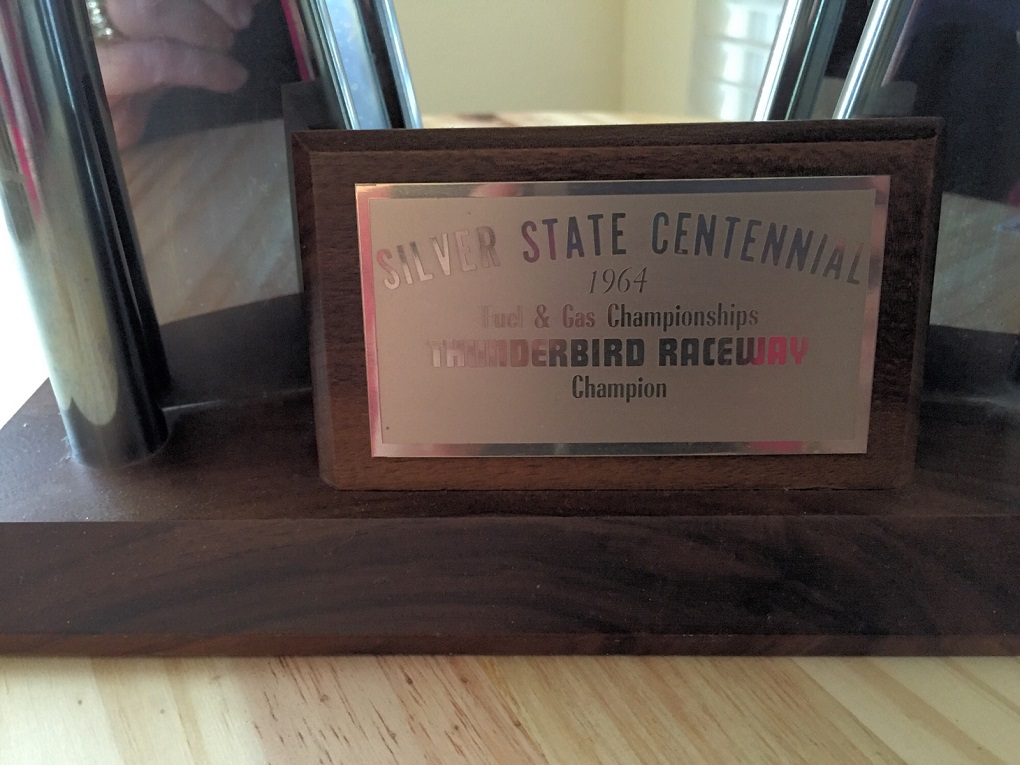 SILVER STATE CENTENNIAL
1964
Fuel & Gas Championships
THUNDERBIRD RACEWAY
Champion